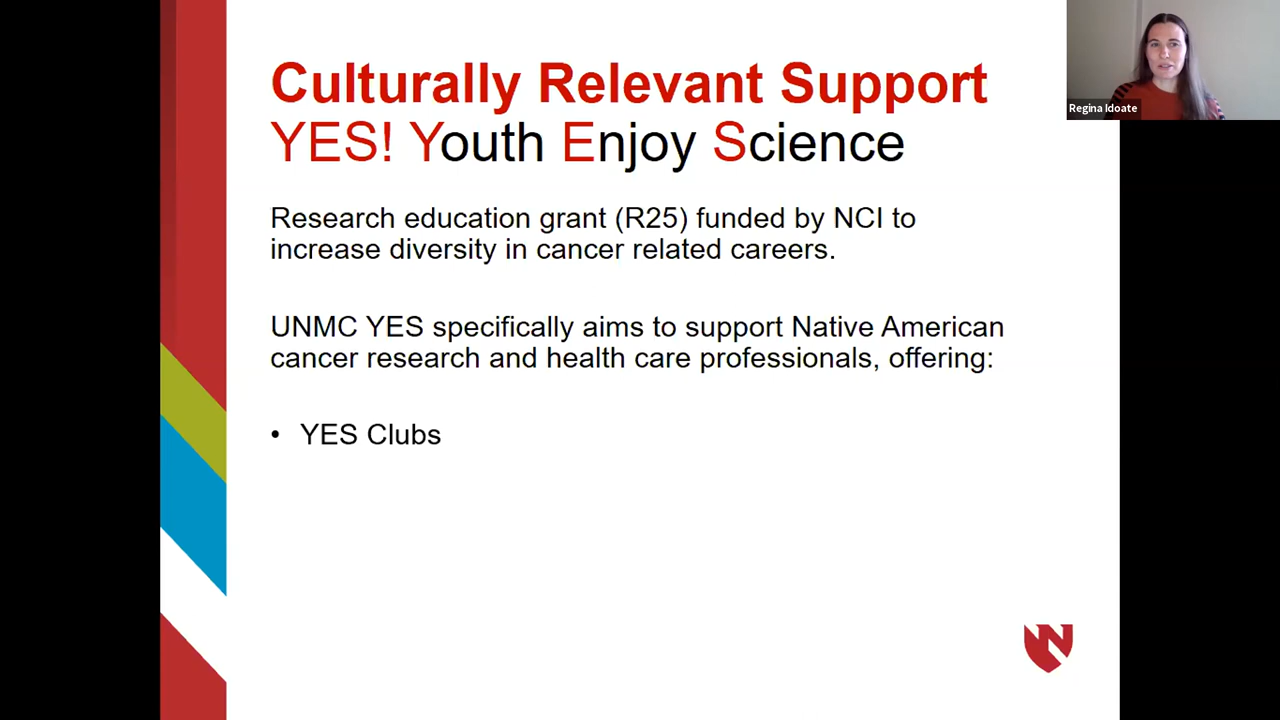 Culturally Relevant Support
YES! Youth Enjoy Science
Research education grant (R25) funded by NCI to
increase diversity in cancer related careers.
UNMC YES specifically aims to support Native American
cancer research and health care professionals, offering:
• YES Clubs
Regina Idoate